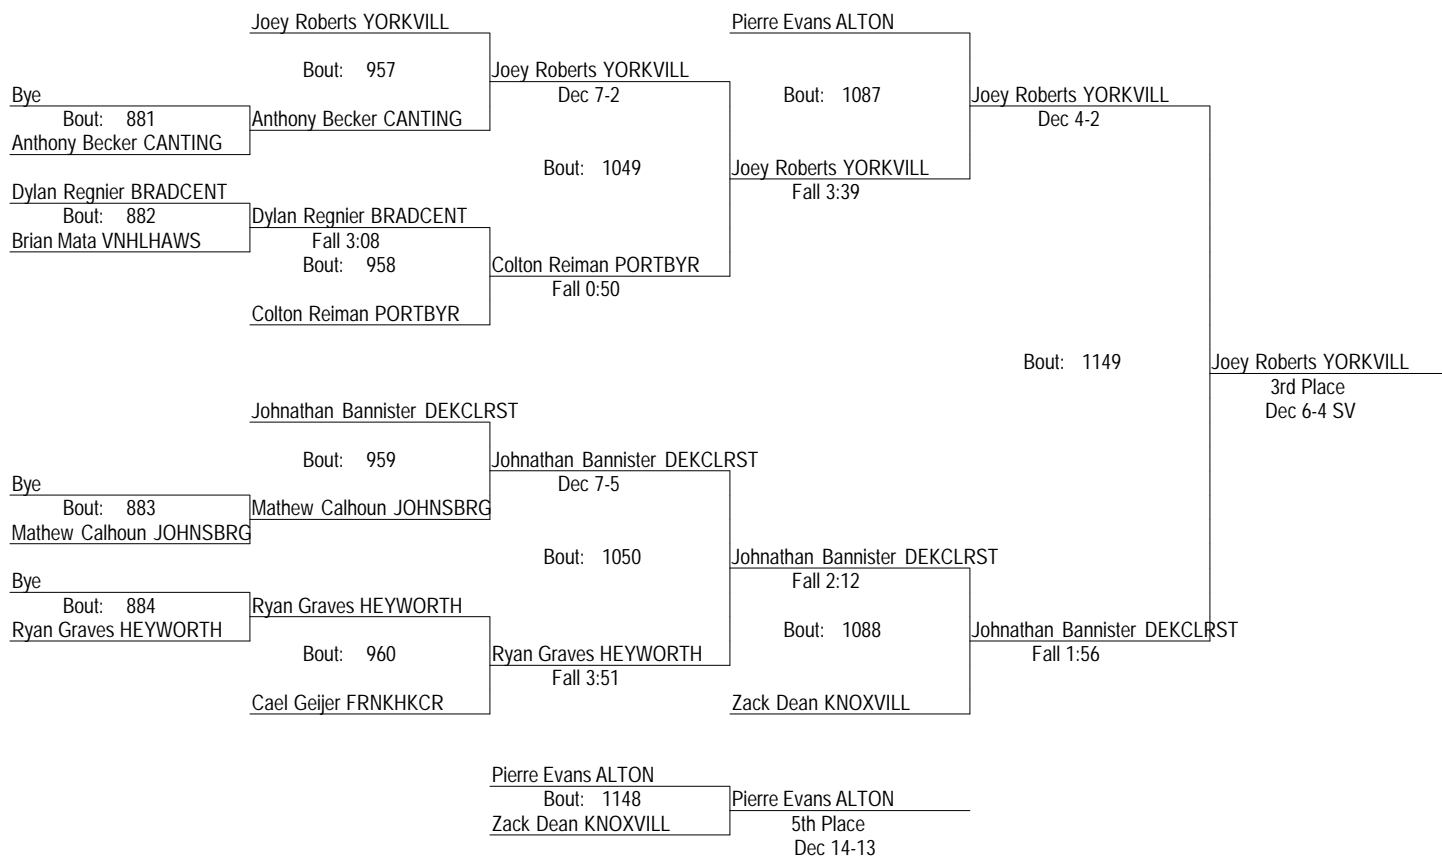 Joey Roberts YORKVILL
Pierre Evans ALTON
Bout: 957
Joey Roberts YORKVILL
Dec 7-2
Bye
Bout: 881
Anthony Becker CANTING
Anthony Becker CANTING
Bout: 1087
Joey Roberts YORKVILL
Dec 4-2
Bout: 1049
Joey Roberts YORKVILL
Fall 3:39
Dylan Regnier BRADCENT
Bout: 882
Brian Mata VNHLHAWS
Dylan Regnier BRADCENT
Fall 3:08
Bout: 958
Colton Reiman PORTBYR
Fall 0:50
Colton Reiman PORTBYR
Bout: 1149
Joey Roberts YORKVILL
3rd Place
Dec 6-4 SV
Johnathan Bannister DEKCLRST
Bout: 959
Johnathan Bannister DEKCLRST
Dec 7-5
Bye
Bout: 883
Mathew Calhoun JOHNSBRG
Mathew Calhoun JOHNSBRG
Bout: 1050
Johnathan Bannister DEKCLRST
Fall 2:12
Bye
Bout: 884
Ryan Graves HEYWORTH
Ryan Graves HEYWORTH
Bout: 1088
Johnathan Bannister DEKCLRST
Fall 1:56
Bout: 960
Ryan Graves HEYWORTH
Fall 3:51
Cael Geijer FRNKHKCR
Zack Dean KNOXVILL
Pierre Evans ALTON
Bout: 1148
Zack Dean KNOXVILL
Pierre Evans ALTON
5th Place
Dec 14-13